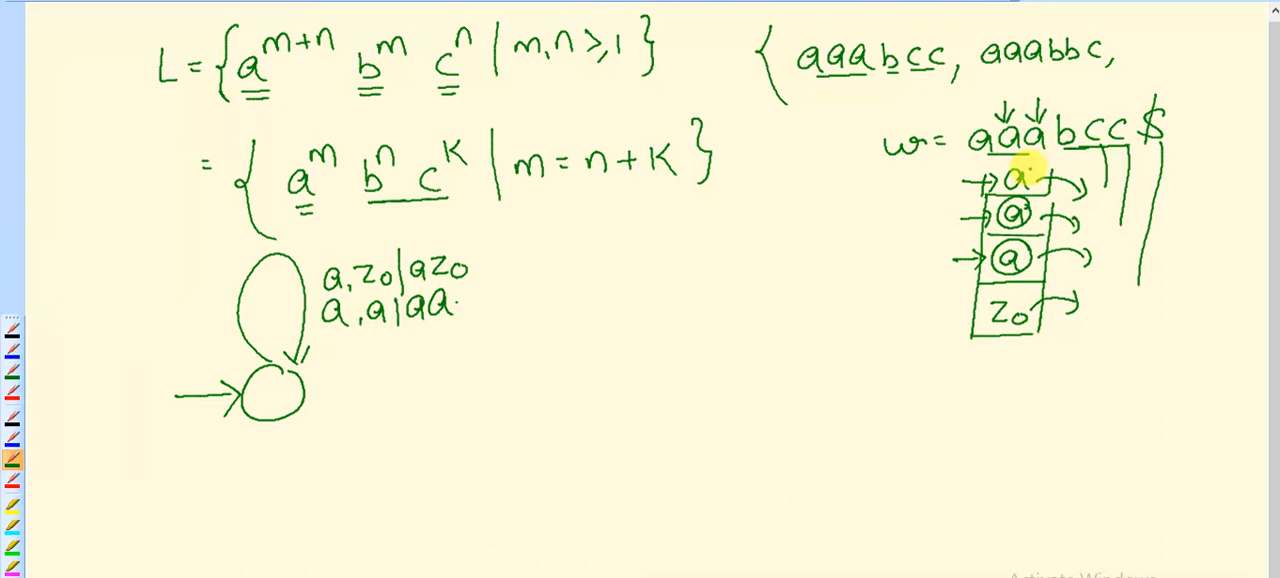 L = { a^{m+n} b^m c^n | m,n ≥ 1 }
{ aaabcc, aaabbc,
= { a^m b^n c^k | m = n + k }
w = aaabcc$
a
a
a
z₀
a, z₀ | az₀
a, a | aa